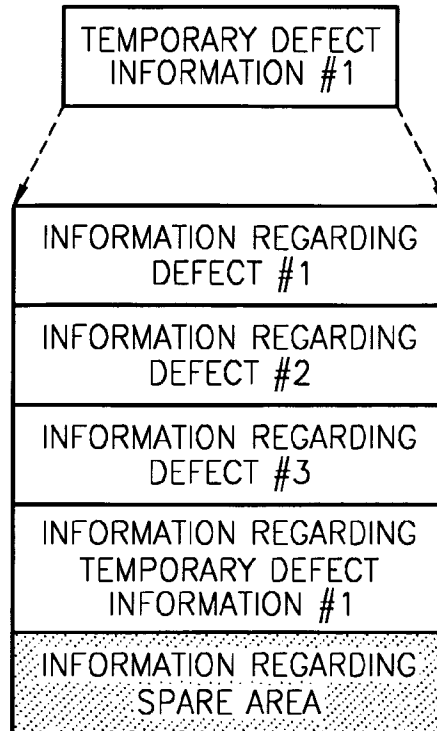 TEMPORARY DEFECT
INFORMATION #1
INFORMATION REGARDING
DEFECT #1
INFORMATION REGARDING
DEFECT #2
INFORMATION REGARDING
DEFECT #3
INFORMATION REGARDING
TEMPORARY DEFECT
INFORMATION #1
INFORMATION REGARDING
SPARE AREA